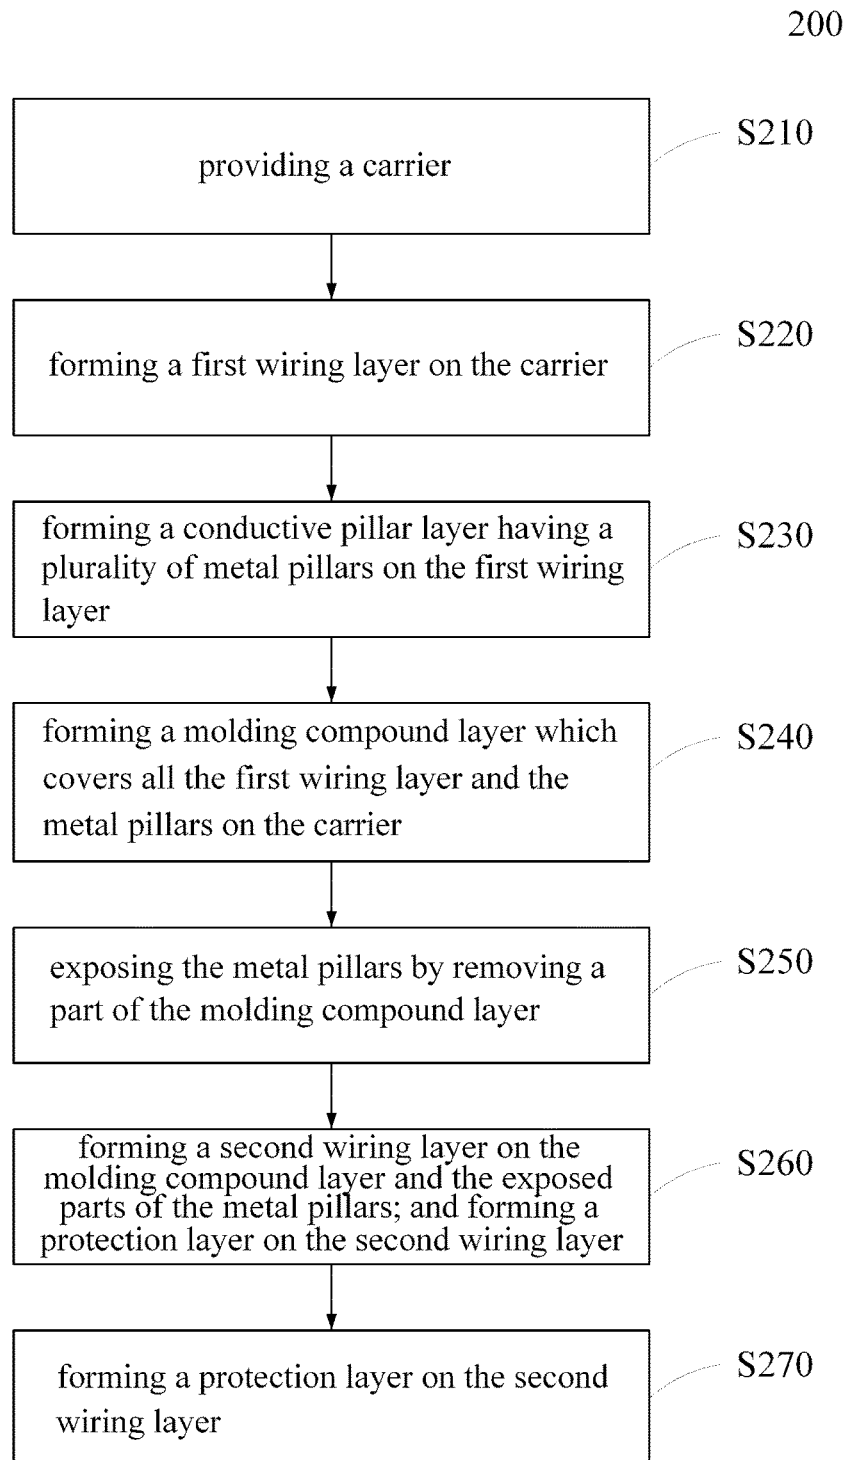 200
providing a carrier
S210
forming a first wiring layer on the carrier
S220
forming a conductive pillar layer having a
plurality of metal pillars on the first wiring
layer
S230
forming a molding compound layer which
covers all the first wiring layer and the
metal pillars on the carrier
S240
exposing the metal pillars by removing a
part of the molding compound layer
S250
forming a second wiring layer on the
molding compound layer and the exposed
parts of the metal pillars; and forming a
protection layer on the second wiring layer
S260
forming a protection layer on the second
wiring layer
S270